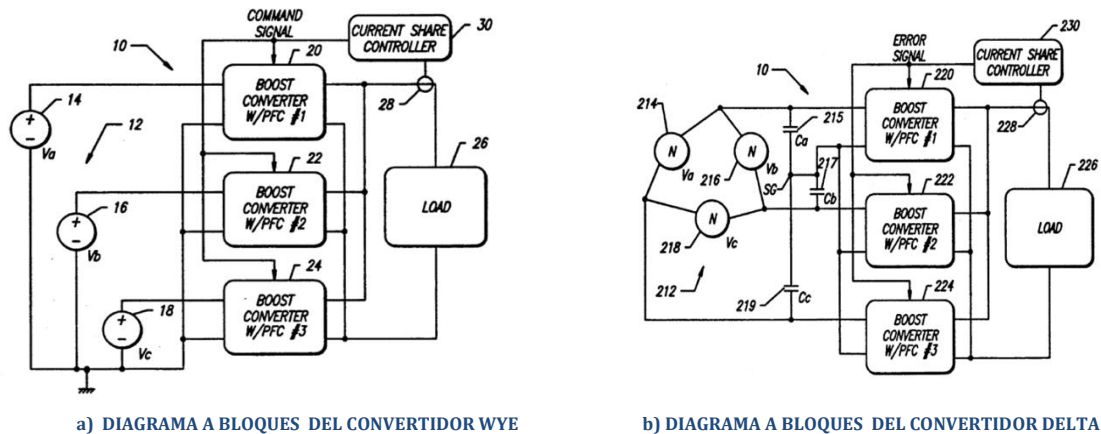 COMMAND
SIGNAL
CURRENT SHARE
CONTROLLER
30
10
20
BOOST
CONVERTER
W/PFC #1
28
14
12
Va
22
BOOST
CONVERTER
W/PFC #2
26
LOAD
16
Vb
24
BOOST
CONVERTER
W/PFC #3
18
Vc
a) DIAGRAMA A BLOQUES DEL CONVERTIDOR WYE
230
ERROR
SIGNAL
CURRENT SHARE
CONTROLLER
10
220
BOOST
CONVERTER
W/PFC #1
228
214
215
Ca
N
Va
N
Vb
216
217
SG
Cb
222
BOOST
CONVERTER
W/PFC #2
226
LOAD
N
218
Vc
212
219
Cc
224
BOOST
CONVERTER
W/PFC #3
b) DIAGRAMA A BLOQUES DEL CONVERTIDOR DELTA